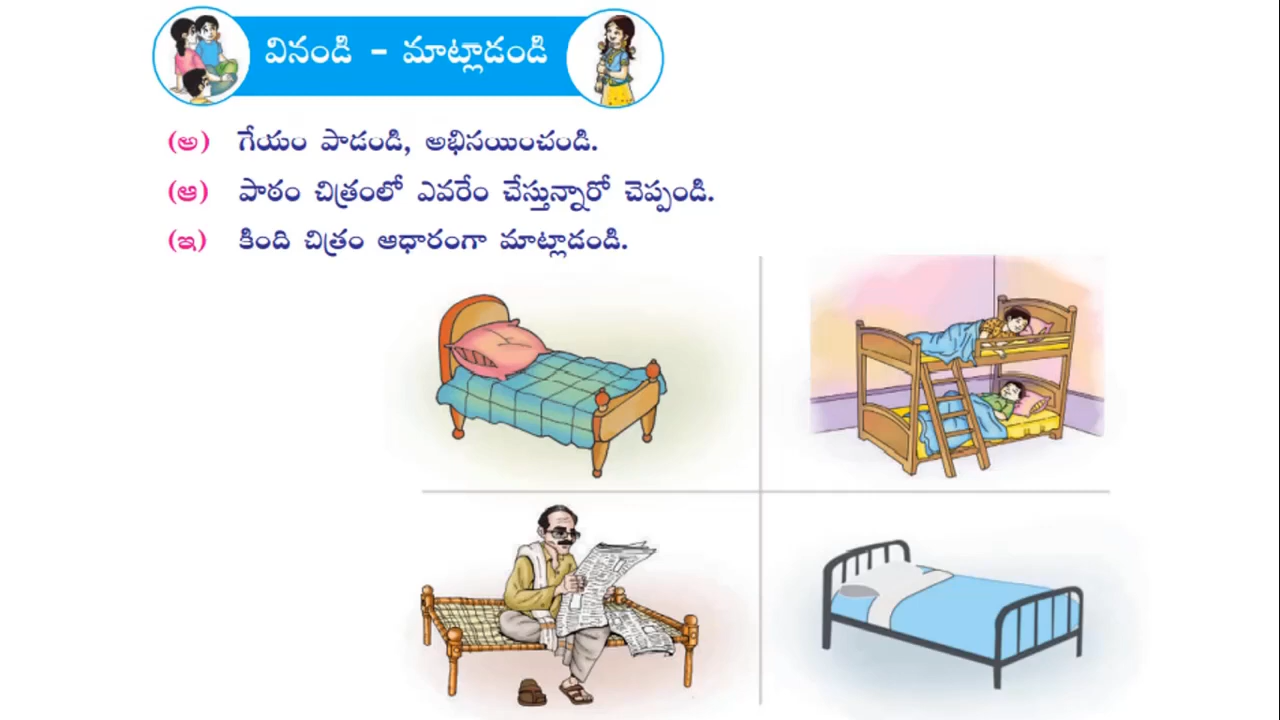 వినండి - మాట్లాడండి
(అ) గేయం పాడండి, అభినయించండి.
(ఆ) పాఠం చిత్రంలో ఎవరేం చేస్తున్నారో చెప్పండి.
(ఇ) కింది చిత్రం ఆధారంగా మాట్లాడండి.